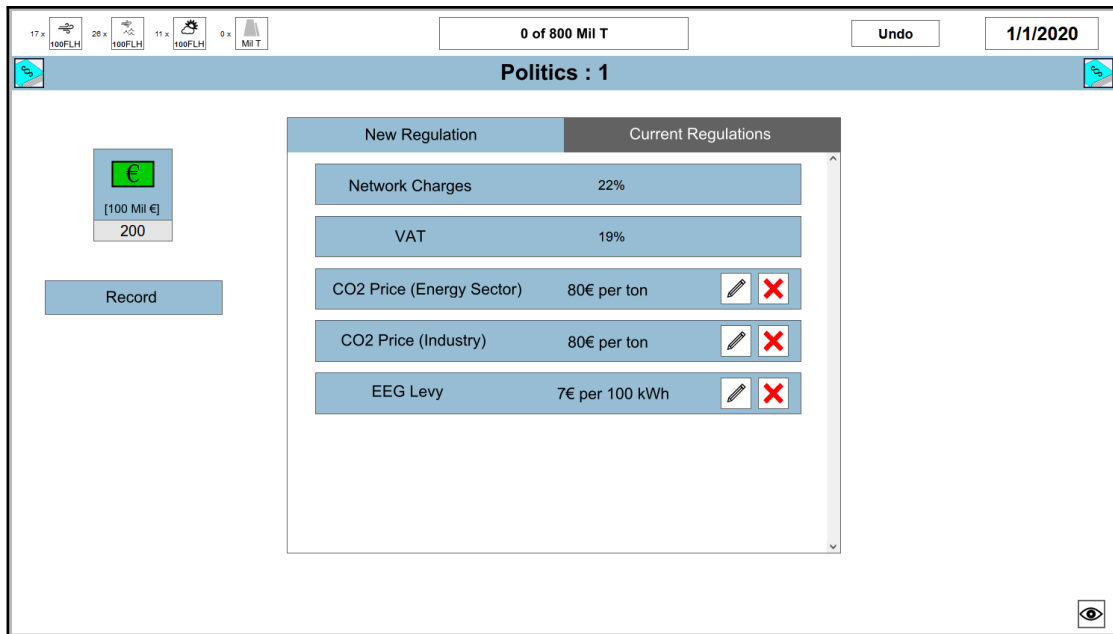 17 x 100FLH 26 x 100FLH 11 x 100FLH 0 x Mil T
0 of 800 Mil T
Undo
1/1/2020
§ Politics : 1 §
New Regulation Current Regulations
€
[100 Mil €]
200
Record
Network Charges 22%
VAT 19%
CO2 Price (Energy Sector) 80€ per ton
CO2 Price (Industry) 80€ per ton
EEG Levy 7€ per 100 kWh